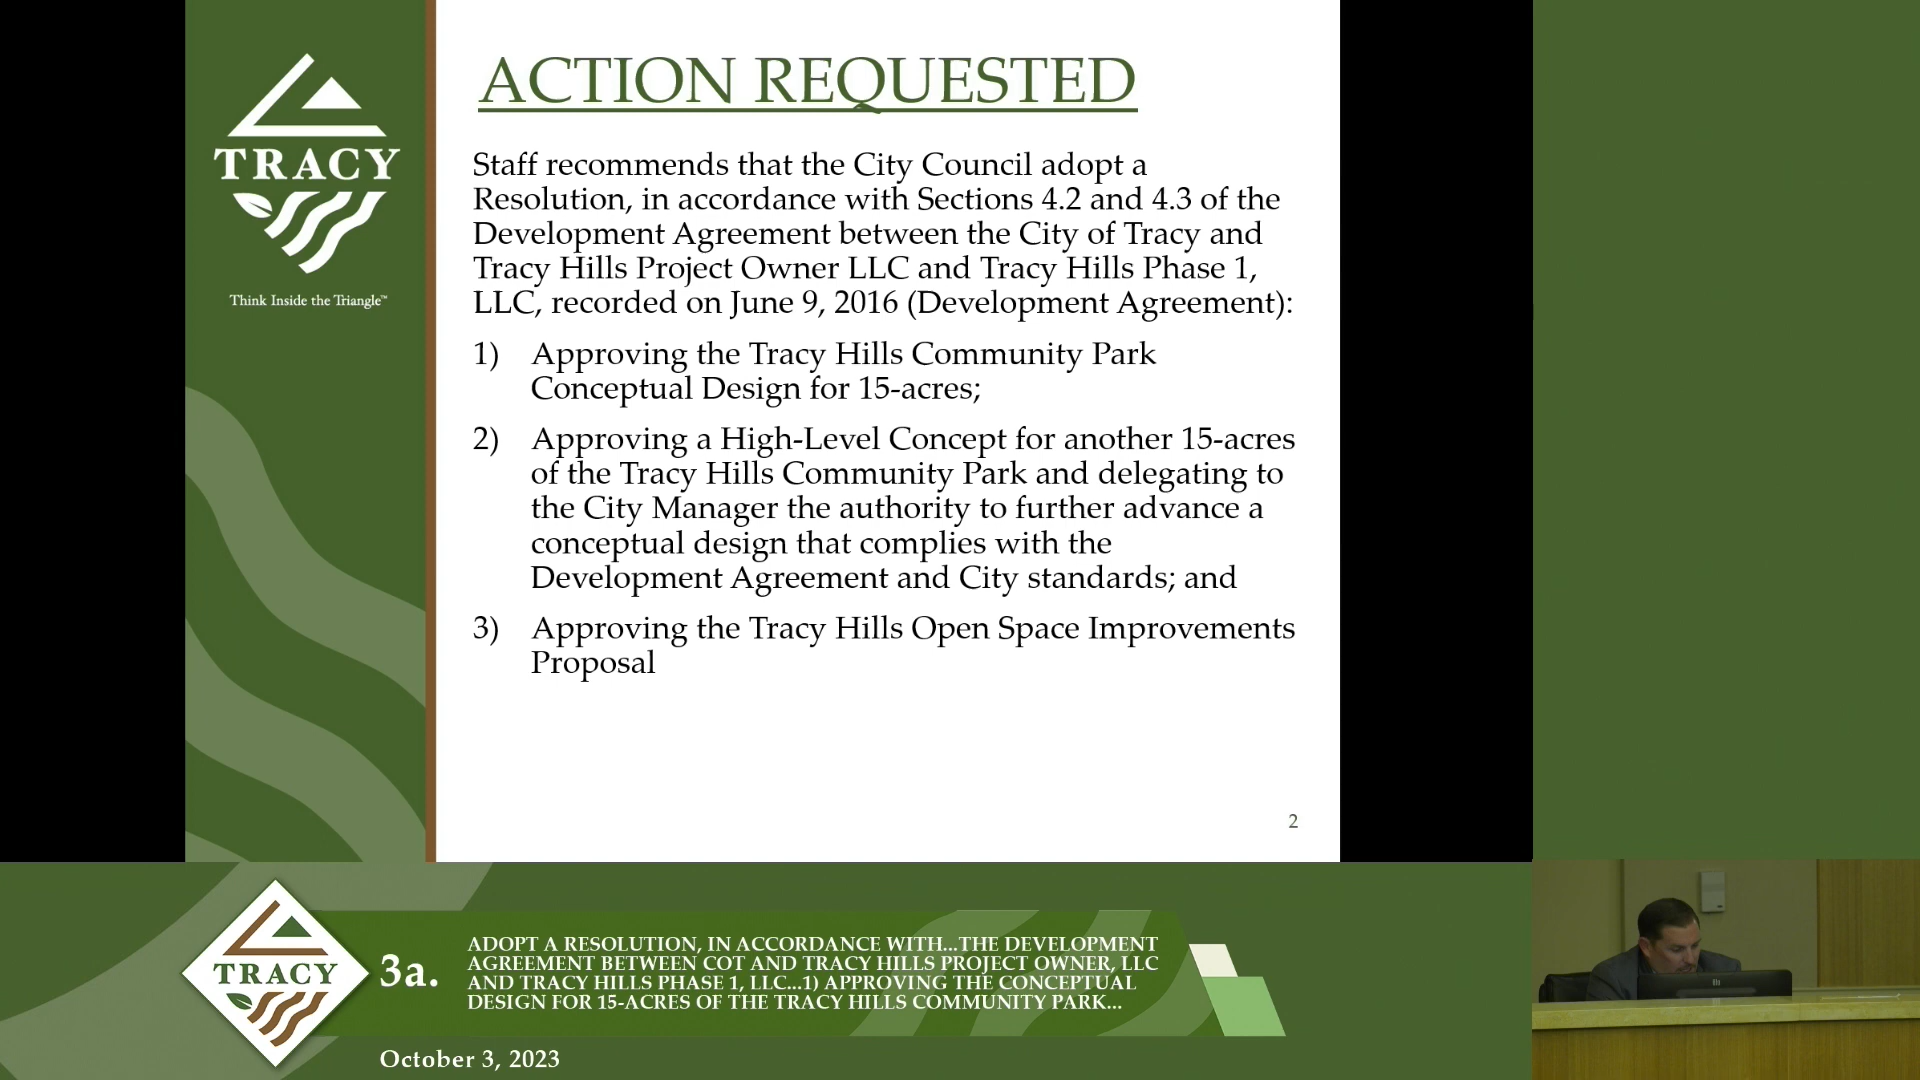 ACTION REQUESTED
TRACY
Think Inside the Triangle™
Staff recommends that the City Council adopt a
Resolution, in accordance with Sections 4.2 and 4.3 of the
Development Agreement between the City of Tracy and
Tracy Hills Project Owner LLC and Tracy Hills Phase 1,
LLC, recorded on June 9, 2016 (Development Agreement):
1) Approving the Tracy Hills Community Park
Conceptual Design for 15-acres;
2) Approving a High-Level Concept for another 15-acres
of the Tracy Hills Community Park and delegating to
the City Manager the authority to further advance a
conceptual design that complies with the
Development Agreement and City standards; and
3) Approving the Tracy Hills Open Space Improvements
Proposal
2
TRACY
3a.
ADOPT A RESOLUTION, IN ACCORDANCE WITH...THE DEVELOPMENT
AGREEMENT BETWEEN COT AND TRACY HILLS PROJECT OWNER, LLC
AND TRACY HILLS PHASE 1, LLC...1) APPROVING THE CONCEPTUAL
DESIGN FOR 15-ACRES OF THE TRACY HILLS COMMUNITY PARK...
October 3, 2023